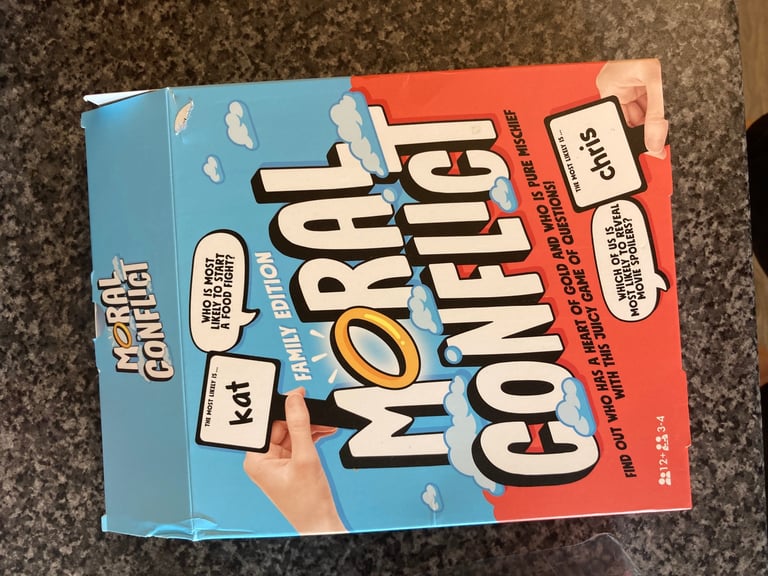 MORAL
CONFLICT
WHO IS MOST
LIKELY TO START
A FOOD FIGHT?
THE MOST LIKELY IS...
kat
FAMILY EDITION
MORAL
CONFLICT
FIND OUT WHO HAS A HEART OF GOLD AND WHO IS PURE MISCHIEF
WITH THIS JUICY GAME OF QUESTIONS!
THE MOST LIKELY IS...
chris
WHICH OF US IS
MOST LIKELY TO REVEAL
MOVIE SPOILERS?
12+ 3-4